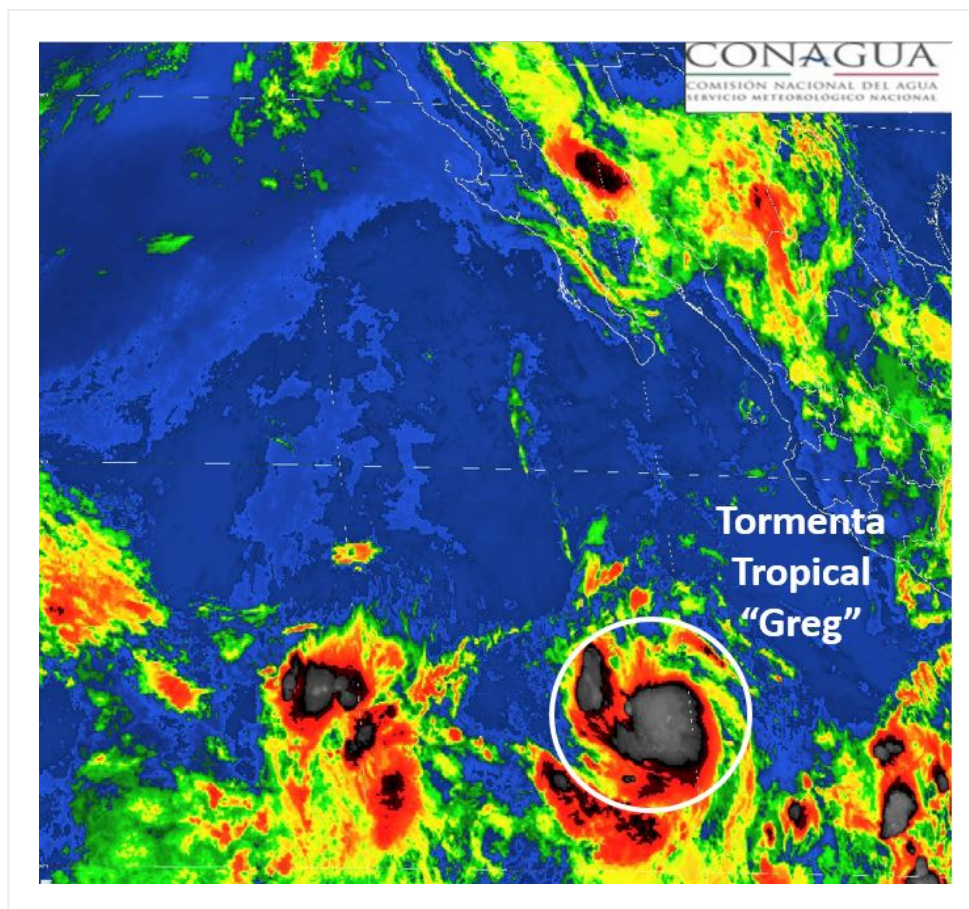 CONAGUA
COMISIÓN NACIONAL DEL AGUA
SERVICIO METEOROLÓGICO NACIONAL
Tormenta
Tropical
“Greg”